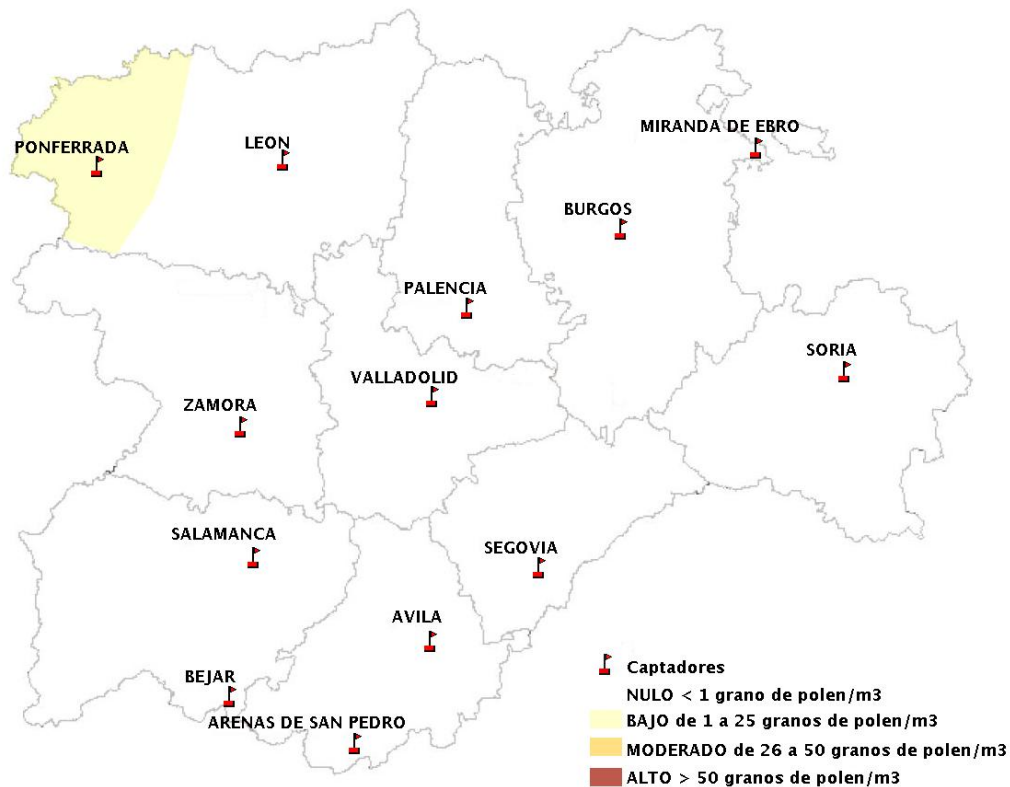 MIRANDA DE EBRO
PONFERRADA
LEON
BURGOS
PALENCIA
SORIA
VALLADOLID
ZAMORA
SALAMANCA
SEGOVIA
AVILA
BEJAR
ARENAS DE SAN PEDRO
Captadores
NULO < 1 grano de polen/m3
BAJO de 1 a 25 granos de polen/m3
MODERADO de 26 a 50 granos de polen/m3
ALTO > 50 granos de polen/m3